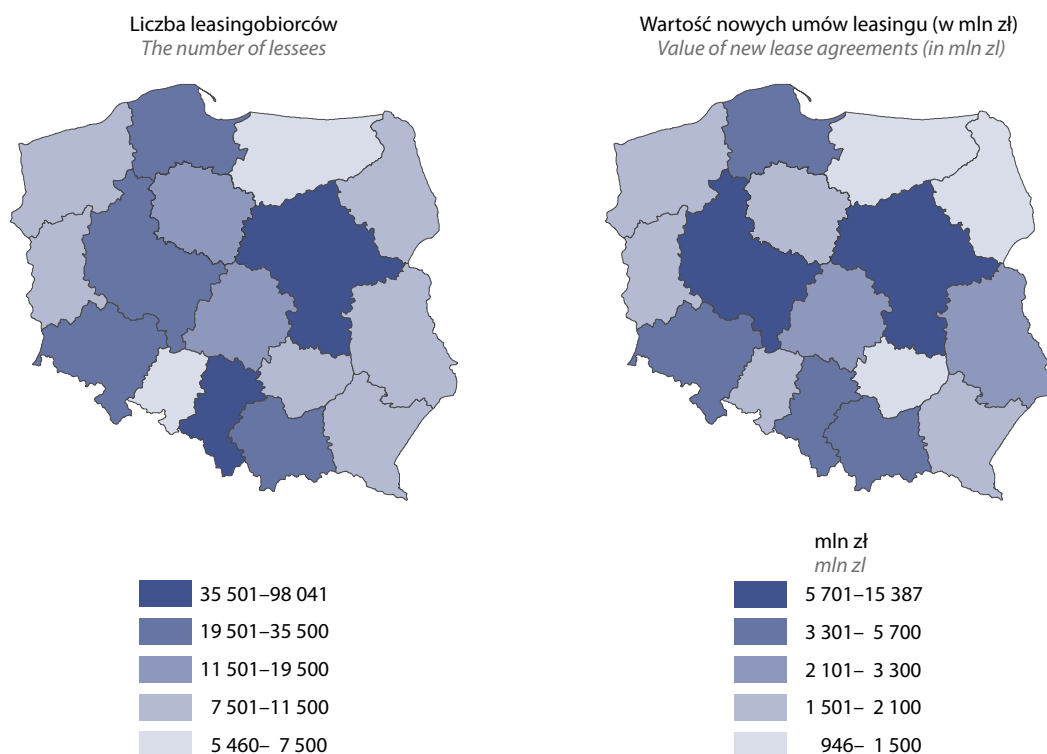 Liczba leasingobiorców
The number of lessees
35 501–98 041
19 501–35 500
11 501–19 500
7 501–11 500
5 460– 7 500
Wartość nowych umów leasingu (w mln zł)
Value of new lease agreements (in mln zl)
mln zł
mln zl
5 701–15 387
3 301– 5 700
2 101– 3 300
1 501– 2 100
946– 1 500